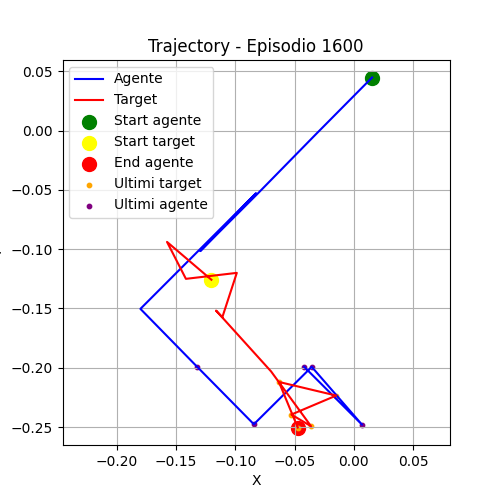 Trajectory - Episodio 1600
Agente
Target
Start agente
Start target
End agente
Ultimi target
Ultimi agente
0.05
0.00
−0.05
−0.10
−0.15
−0.20
−0.25
−0.20
−0.15
−0.10
−0.05
0.00
0.05
X